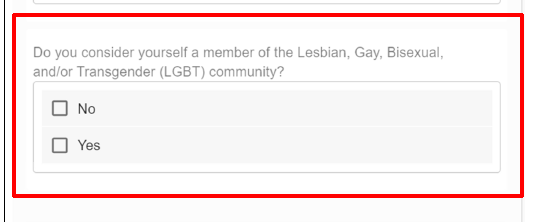 Do you consider yourself a member of the Lesbian, Gay, Bisexual,
and/or Transgender (LGBT) community?
No
Yes